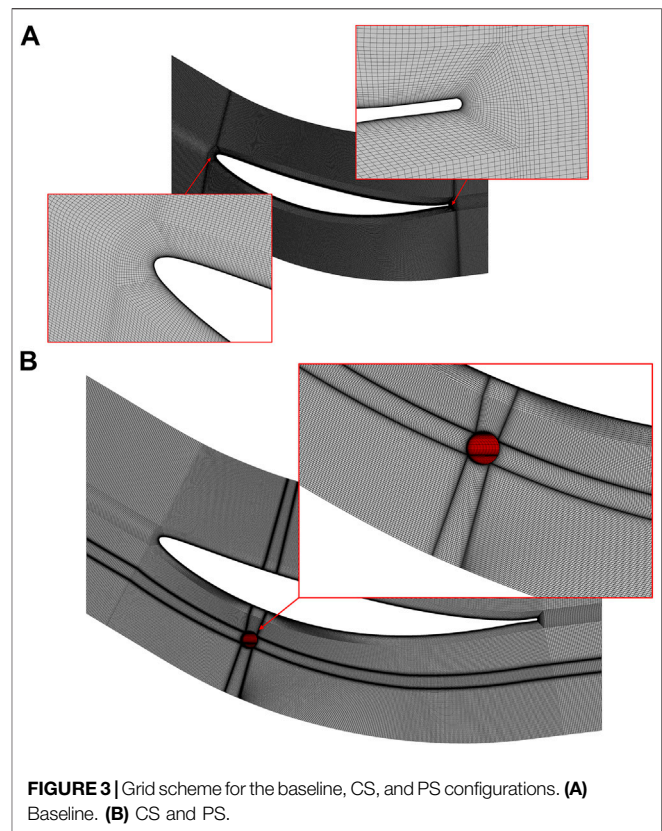 A
B
FIGURE 3 | Grid scheme for the baseline, CS, and PS configurations. (A)
Baseline. (B) CS and PS.